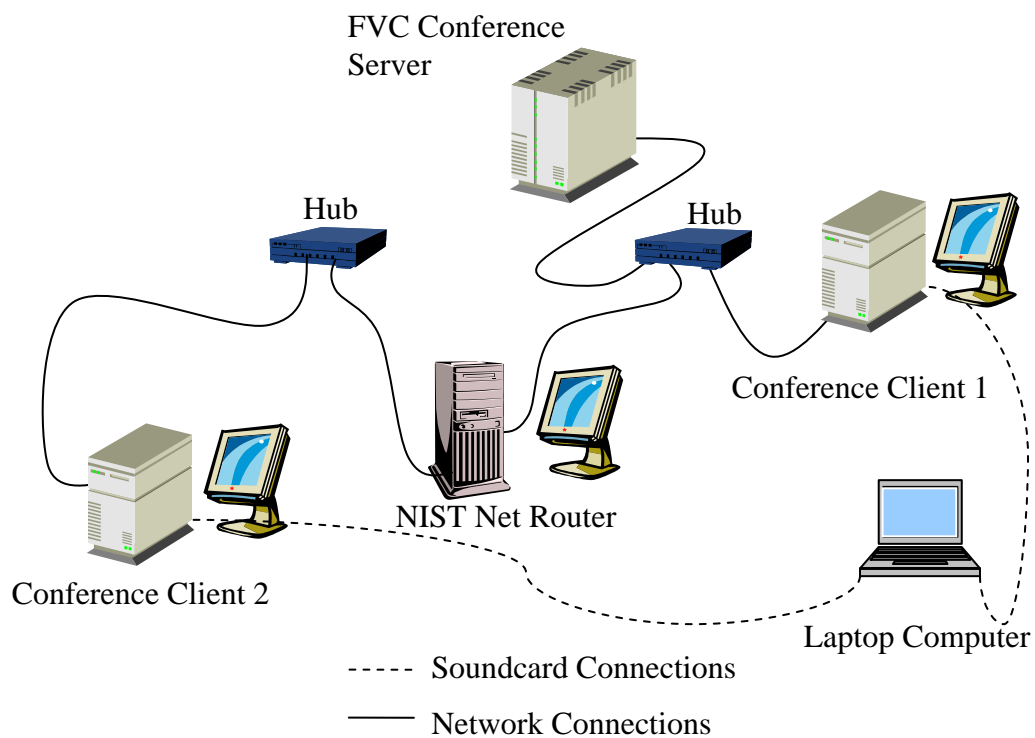 FVC Conference
Server
Hub
Hub
Conference Client 1
NIST Net Router
Conference Client 2
Laptop Computer
Soundcard Connections
Network Connections